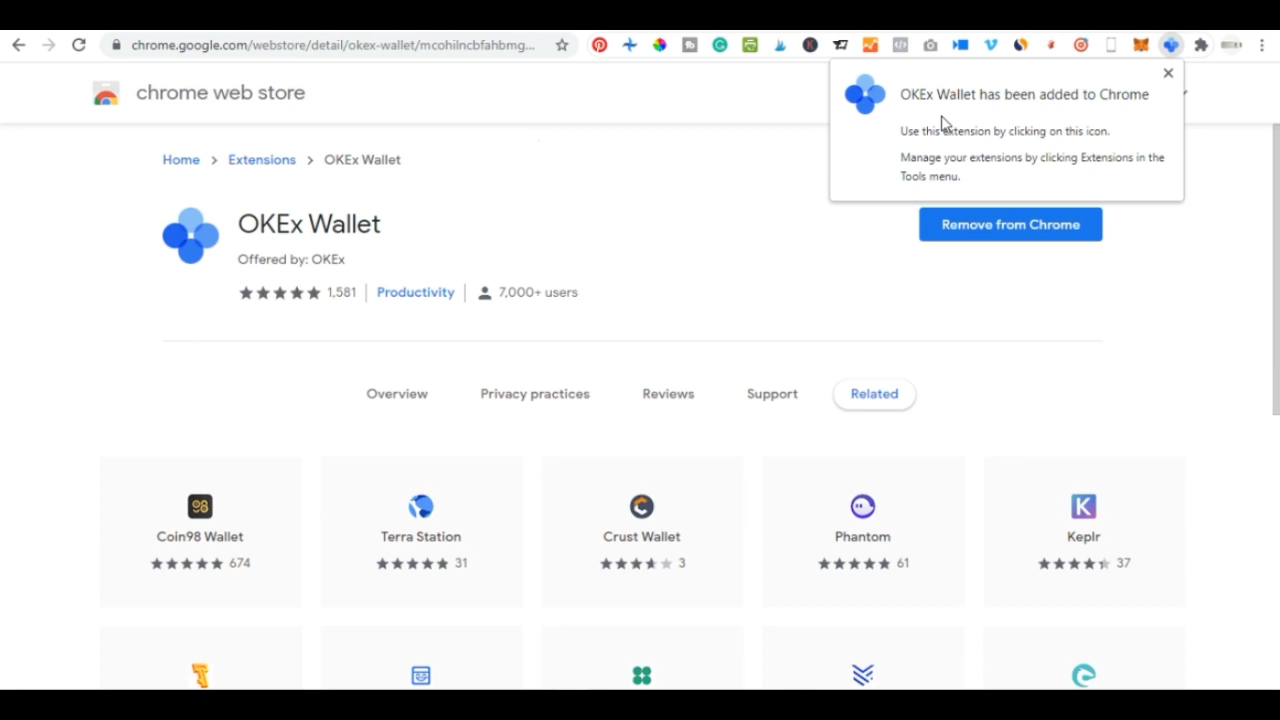 chrome.google.com/webstore/detail/okex-wallet/mcohilncbfahbmg...
chrome web store
OKEx Wallet has been added to Chrome
Use this extension by clicking on this icon.
Manage your extensions by clicking Extensions in the
Tools menu.
Home > Extensions > OKEx Wallet
OKEx Wallet
Offered by: OKEx
1,581 | Productivity | 7,000+ users
Remove from Chrome
Overview Privacy practices Reviews Support Related
Coin98 Wallet
674
Terra Station
31
Crust Wallet
3
Phantom
61
Keplr
37